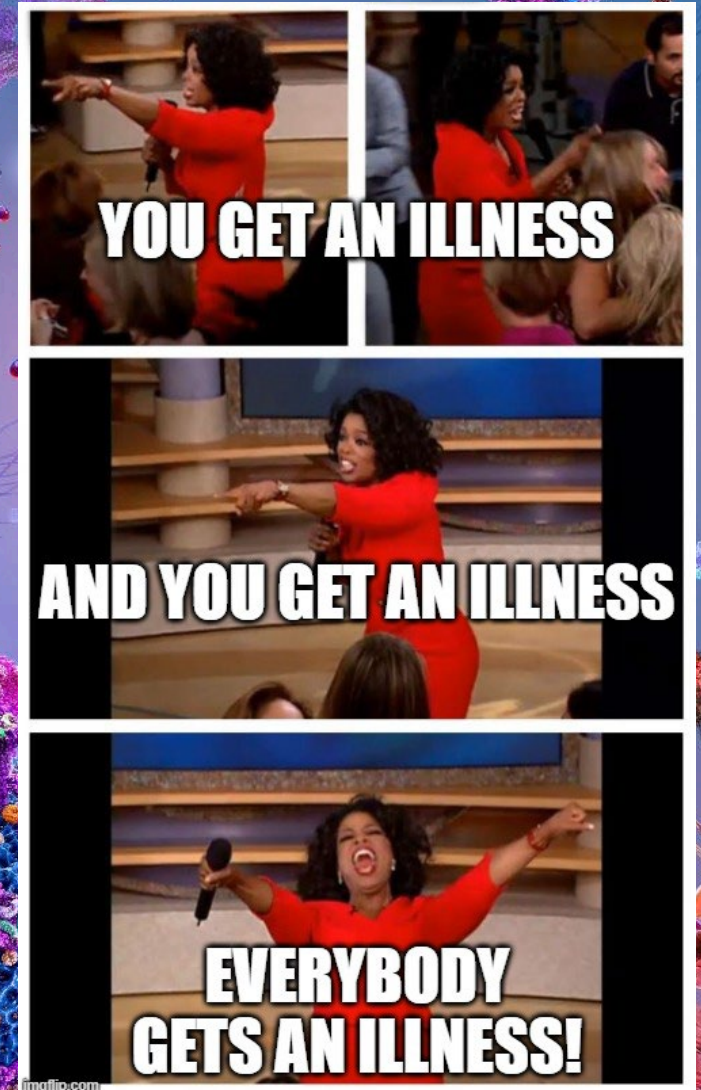 YOU GET AN ILLNESS
AND YOU GET AN ILLNESS
EVERYBODY
GETS AN ILLNESS!
imgflip.com